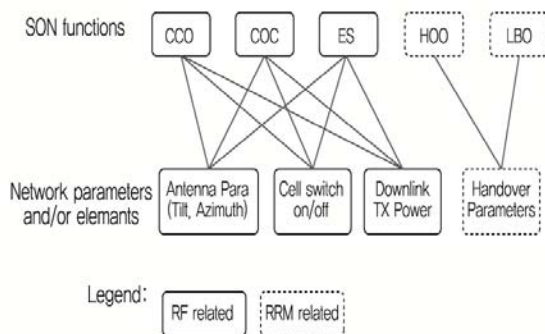 SON functions
CCO
COC
ES
HOO
LBO
Network parameters
and/or elemants
Antenna Para
(Tilt, Azimuth)
Cell switch
on/off
Downlink
TX Power
Handover
Parameters
Legend:
RF related
RRM related